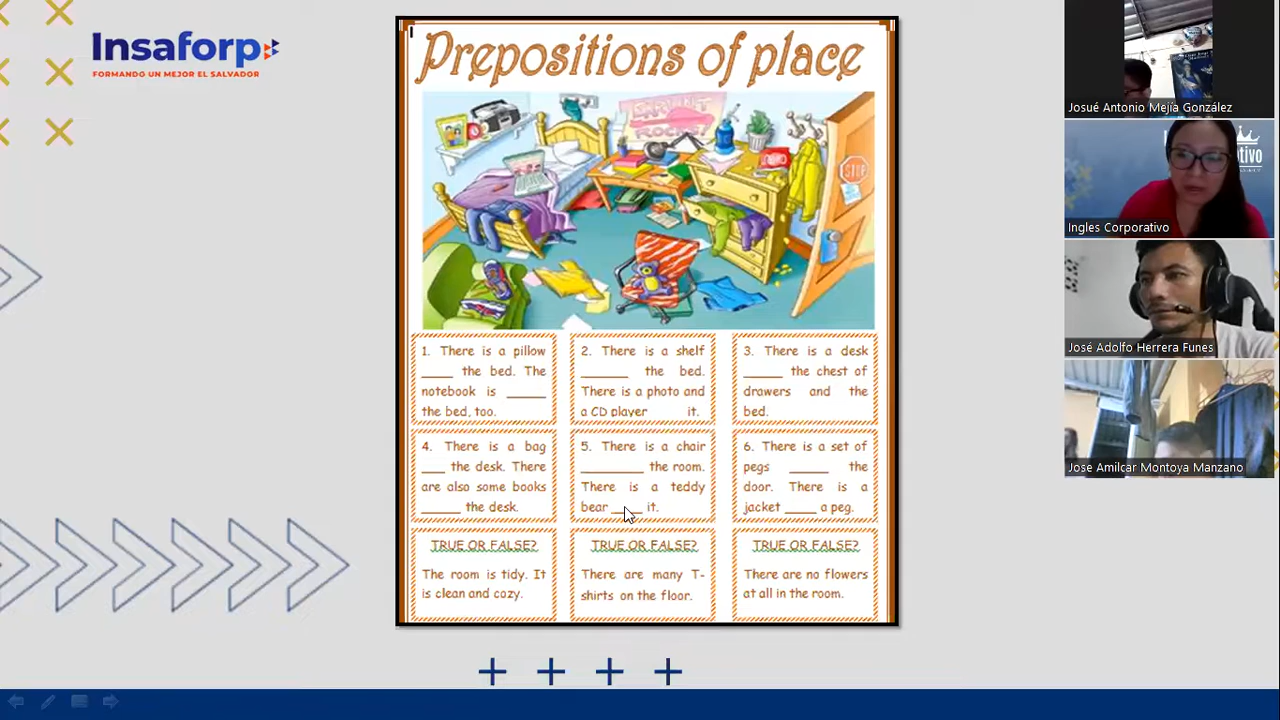 Insaforp
FORMANDO UN MEJOR EL SALVADOR
Prepositions of place
ROCKS
STOP
1. There is a pillow
____ the bed. The
notebook is _____
the bed, too.
2. There is a shelf
______ the bed.
There is a photo and
a CD player it.
3. There is a desk
_____ the chest of
drawers and the
bed.
4. There is a bag
___ the desk. There
are also some books
_____ the desk.
5. There is a chair
________ the room.
There is a teddy
bear ____ it.
6. There is a set of
pegs _____ the
door. There is a
jacket ____ a peg.
TRUE OR FALSE?
The room is tidy. It
is clean and cozy.
TRUE OR FALSE?
There are many T-
shirts on the floor.
TRUE OR FALSE?
There are no flowers
at all in the room.
Josué Antonio Mejía González
Ingles Corporativo
José Adolfo Herrera Funes
Jose Amilcar Montoya Manzano